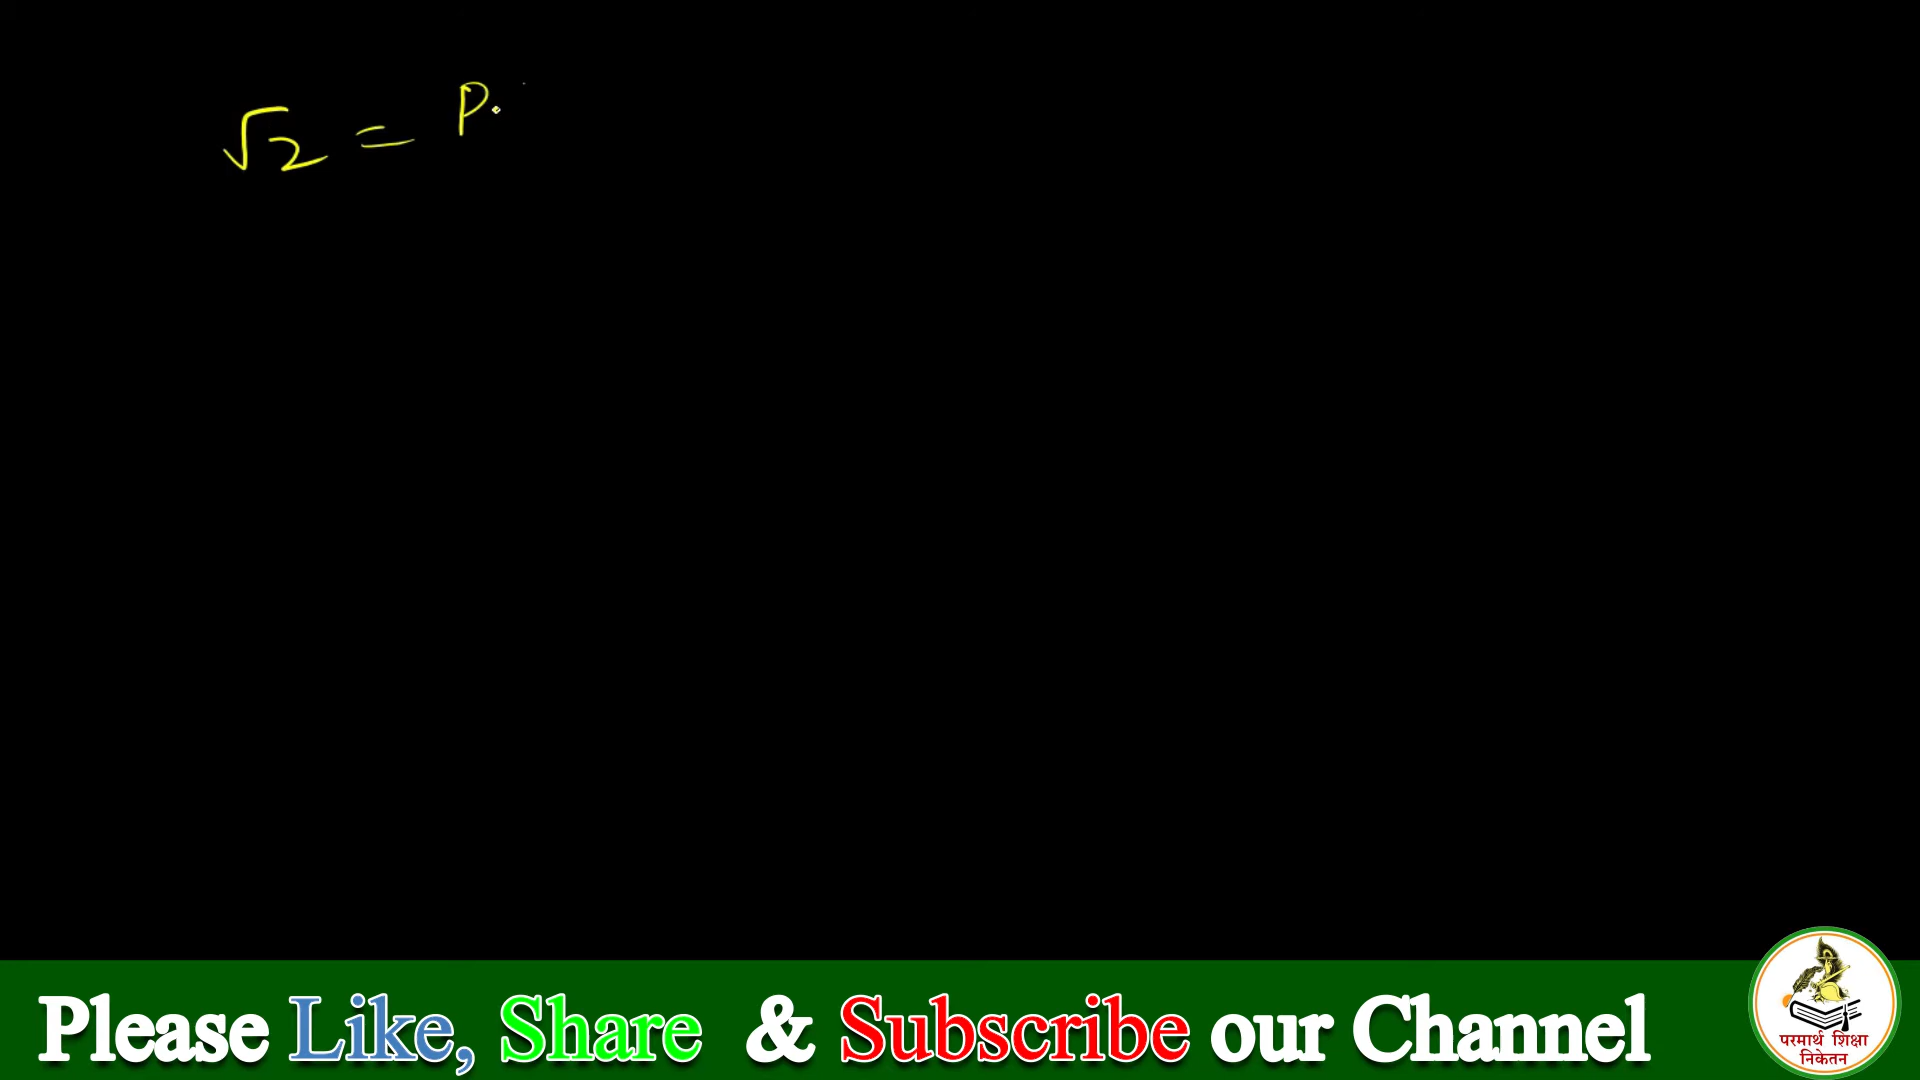 √2 = P
Please Like, Share & Subscribe our Channel
परमार्थ शिक्षा
निकेतन